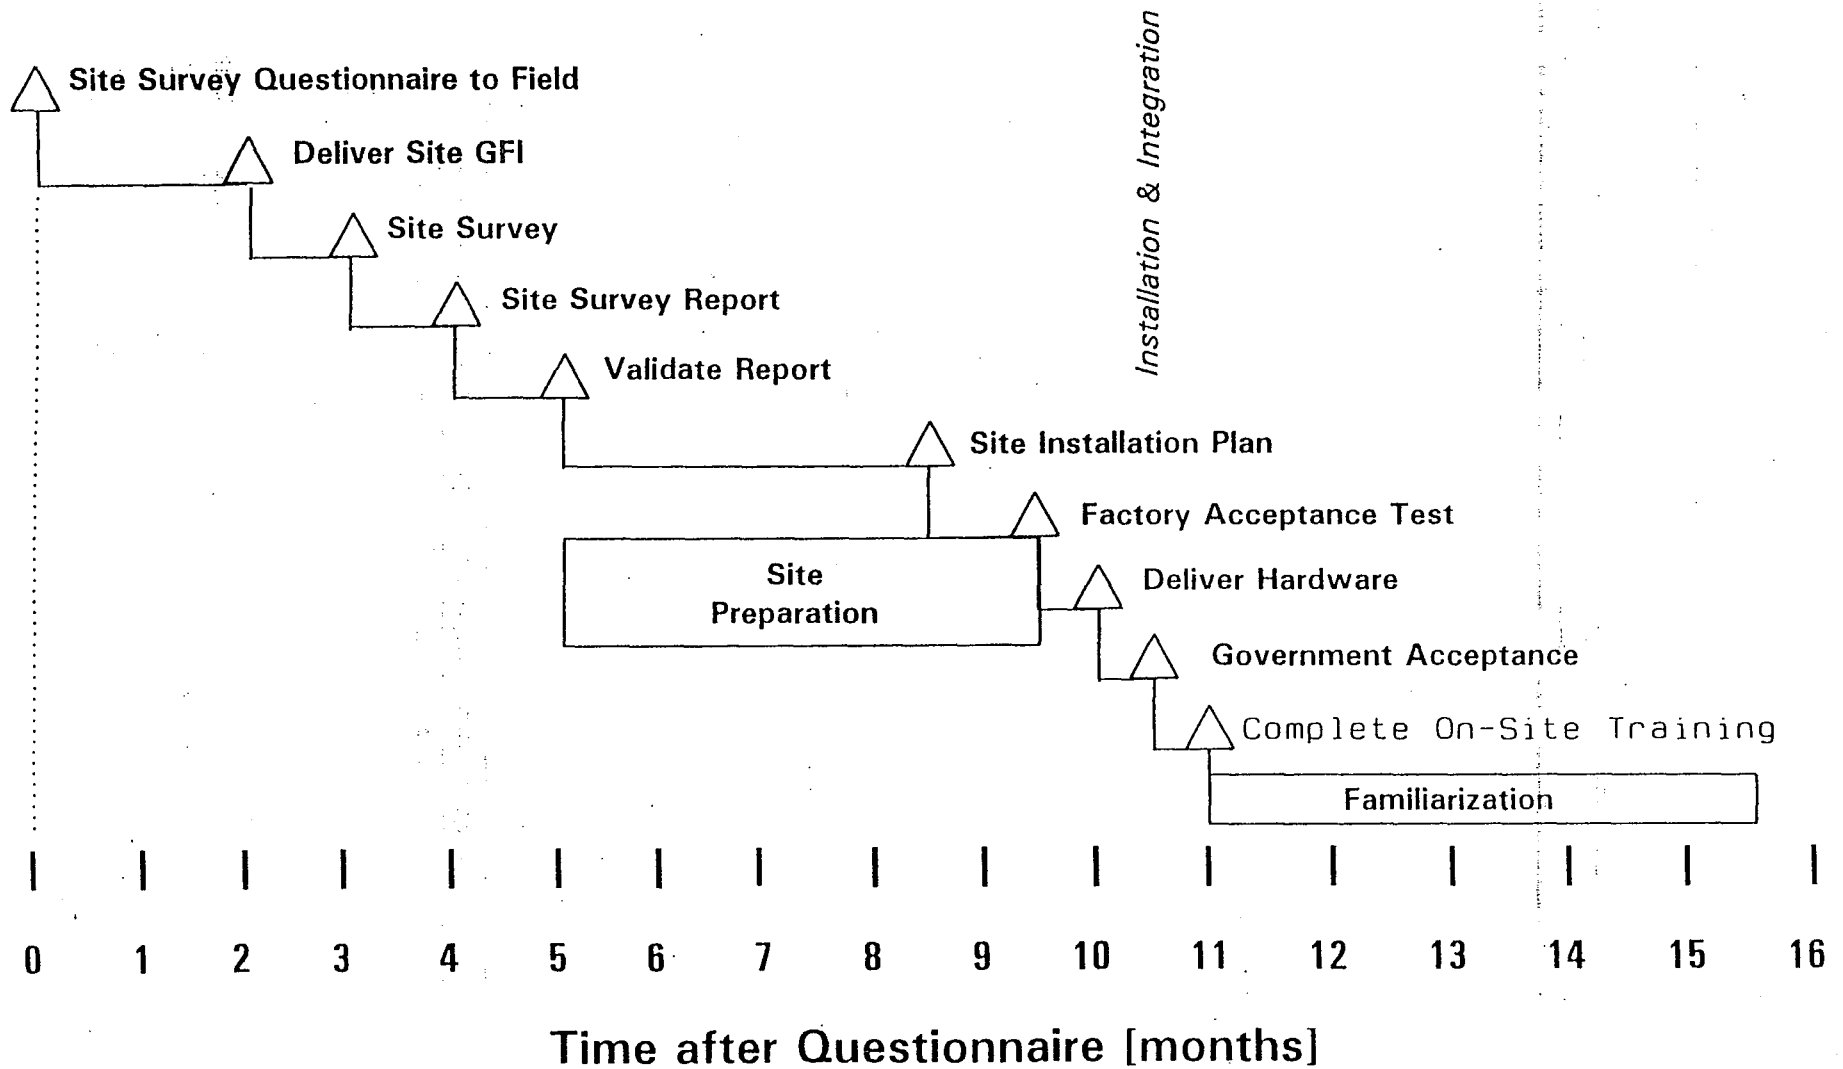 Installation & Integration
Site Survey Questionnaire to Field
Deliver Site GFI
Site Survey
Site Survey Report
Validate Report
Site Installation Plan
Factory Acceptance Test
Site
Preparation
Deliver Hardware
Government Acceptance
Complete On-Site Training
Familiarization
0 1 2 3 4 5 6 7 8 9 10 11 12 13 14 15 16
Time after Questionnaire [months]